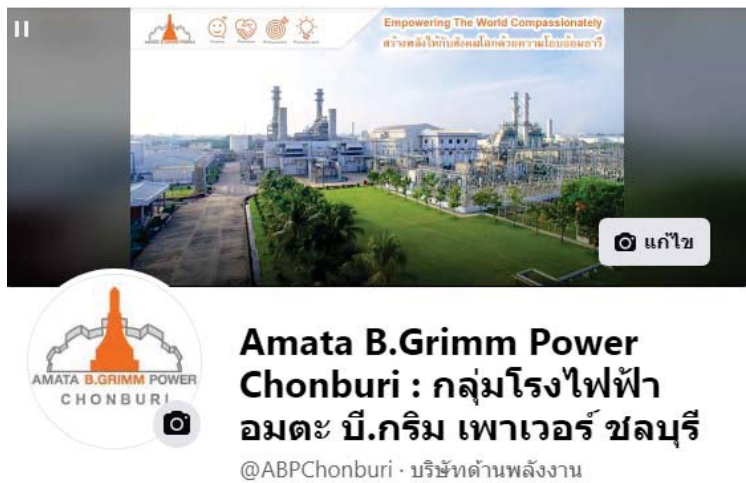 Empowering The World Compassionately
สร้างพลังให้กับสังคมโลกด้วยความโอบอ้อมอารี
แก้ไข
AMATA B.GRIMM POWER
CHONBURI
Amata B.Grimm Power
Chonburi : กลุ่มโรงไฟฟ้า
อมตะ บี.กริม เพาเวอร์ ชลบุรี
@ABPChonburi · บริษัทด้านพลังงาน